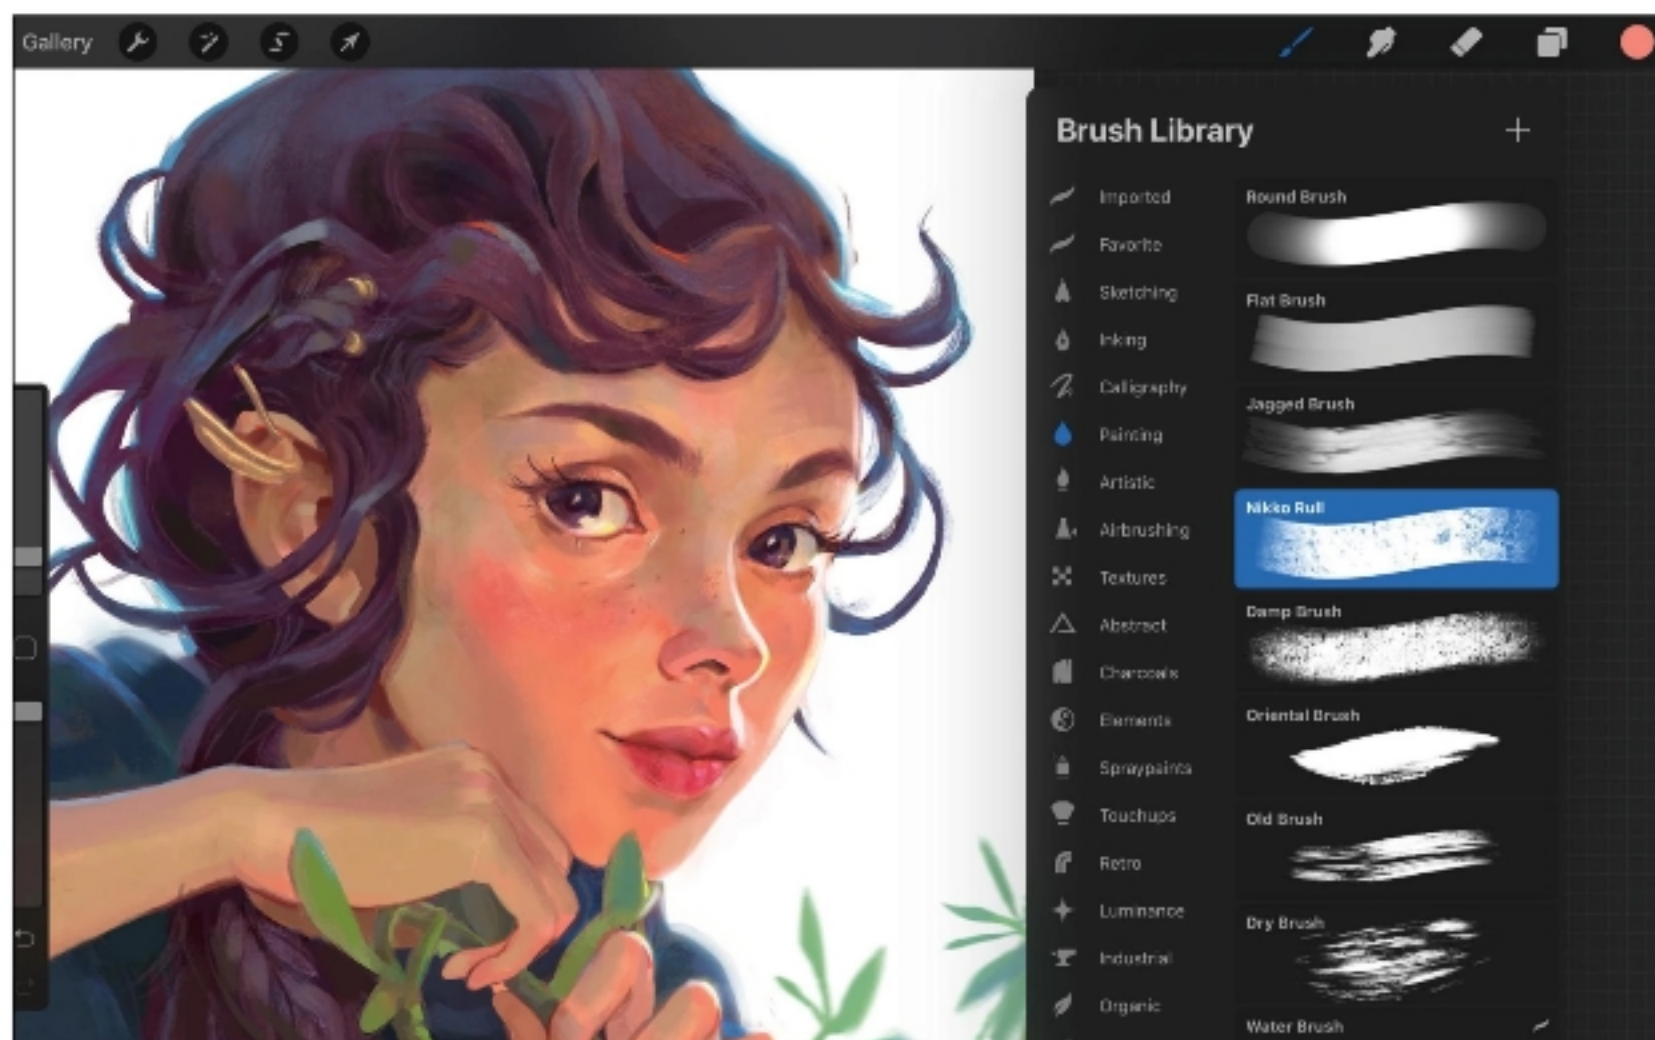 Gallery
Brush Library
Imported
Favorite
Sketching
Inking
Calligraphy
Painting
Artistic
Airbrushing
Textures
Abstract
Charcoals
Elements
Spraypaints
Touchups
Retro
Luminance
Industrial
Organic
Round Brush
Flat Brush
Jagged Brush
Nikko Rull
Damp Brush
Oriental Brush
Old Brush
Dry Brush
Water Brush